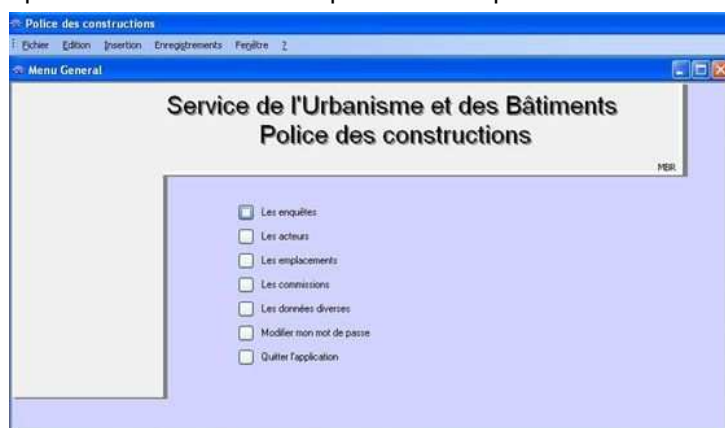 Police des constructions
Fichier Edition Insertion Enregistrements Fenêtre ?
Menu General
Service de l'Urbanisme et des Bâtiments
Police des constructions
MBR
Les enquêtes
Les acteurs
Les emplacements
Les commissions
Les données diverses
Modifier mon mot de passe
Quitter l'application